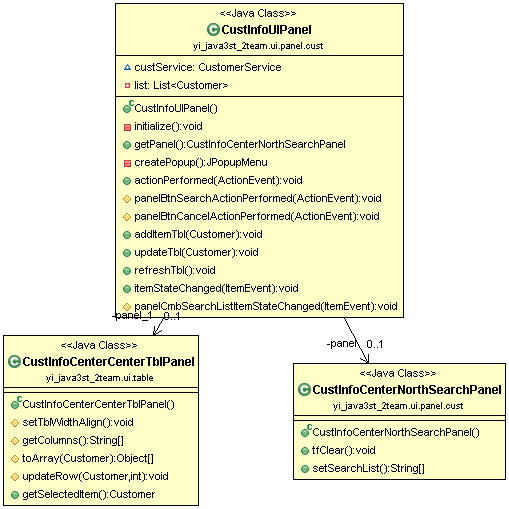 <<Java Class>>
CustInfoUIPanel
yi_java3st_2team.ui.panel.cust
custService: CustomerService
list: List<Customer>
CustInfoUIPanel()
initialize():void
getPanel():CustInfoCenterNorthSearchPanel
createPopup():JPopupMenu
actionPerformed(ActionEvent):void
panelBtnSearchActionPerformed(ActionEvent):void
panelBtnCancelActionPerformed(ActionEvent):void
addItemTbl(Customer):void
updateTbl(Customer):void
refreshTbl():void
itemStateChanged(ItemEvent):void
panelCmbSearchListItemStateChanged(ItemEvent):void
-panel_1 0..1
-panel 0..1
<<Java Class>>
CustInfoCenterCenterTblPanel
yi_java3st_2team.ui.table
CustInfoCenterCenterTblPanel()
setTblWidthAlign():void
getColumns():String[]
toArray(Customer):Object[]
updateRow(Customer,int):void
getSelectedItem():Customer
<<Java Class>>
CustInfoCenterNorthSearchPanel
yi_java3st_2team.ui.panel.cust
CustInfoCenterNorthSearchPanel()
tfClear():void
setSearchList():String[]